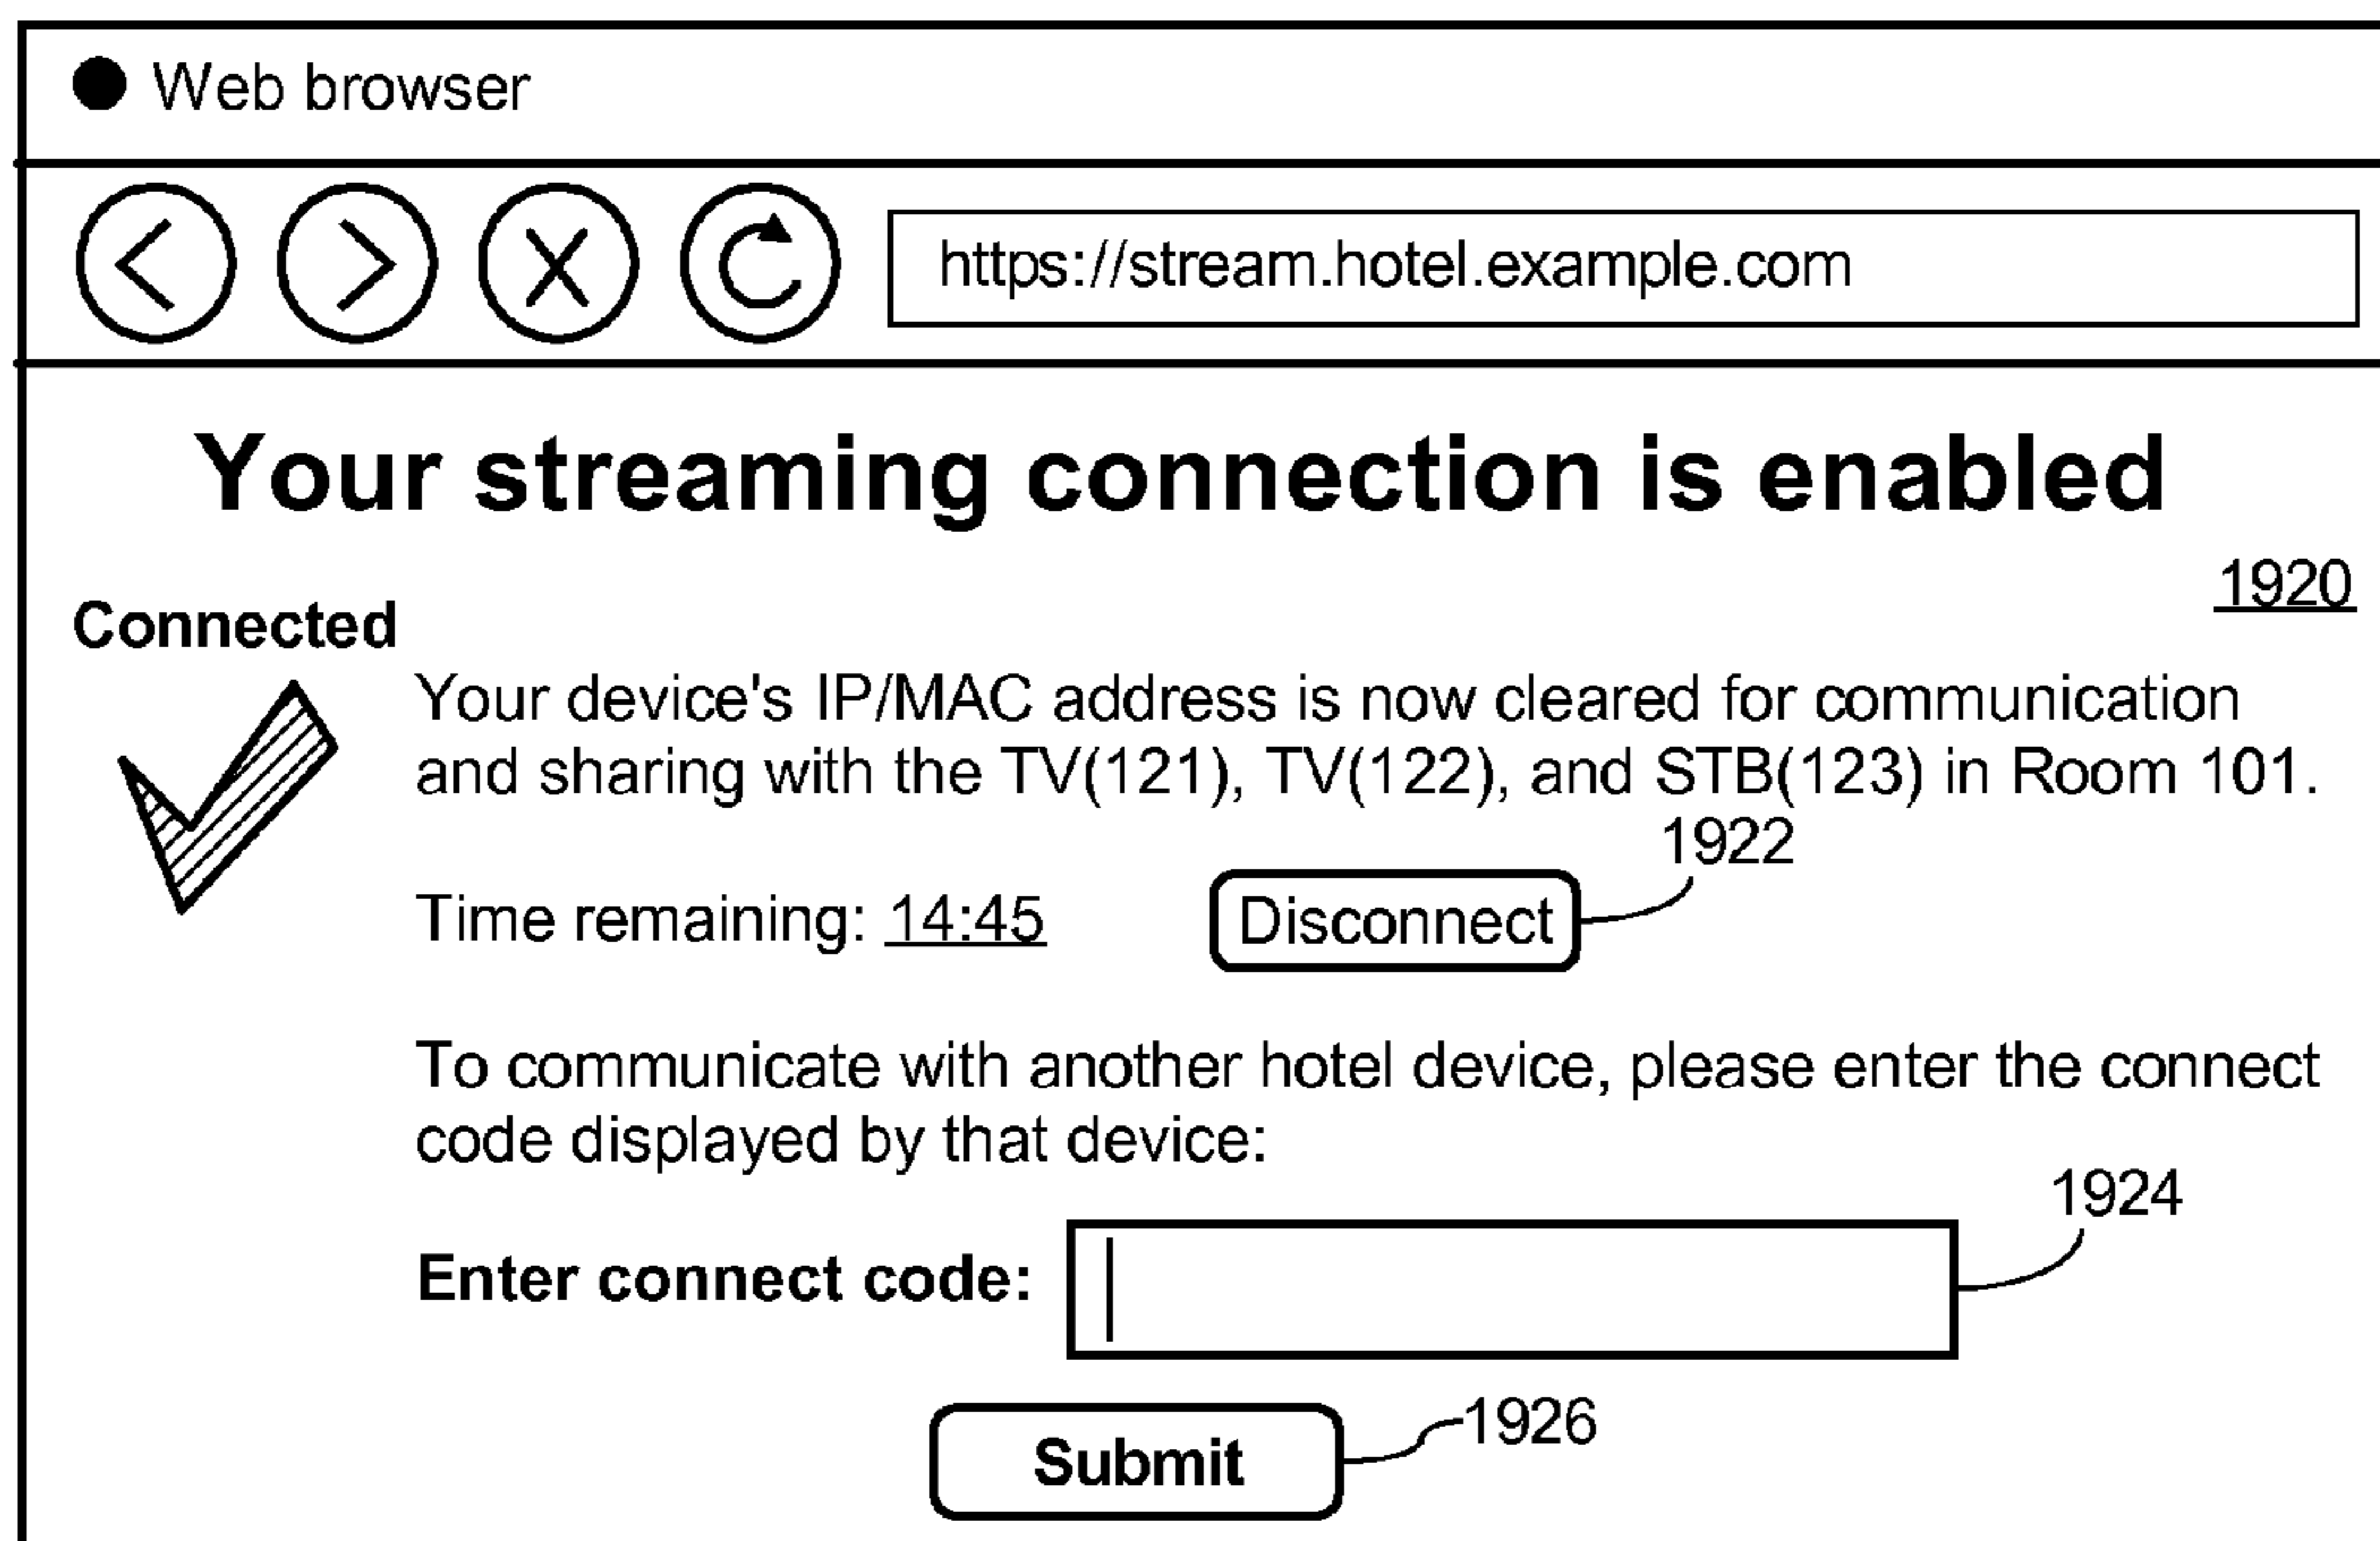 Web browser
https://stream.hotel.example.com
Your streaming connection is enabled
1920
Connected
Your device's IP/MAC address is now cleared for communication
and sharing with the TV(121), TV(122), and STB(123) in Room 101.
1922
Time remaining: 14:45
Disconnect
To communicate with another hotel device, please enter the connect
code displayed by that device:
1924
Enter connect code:
1926
Submit